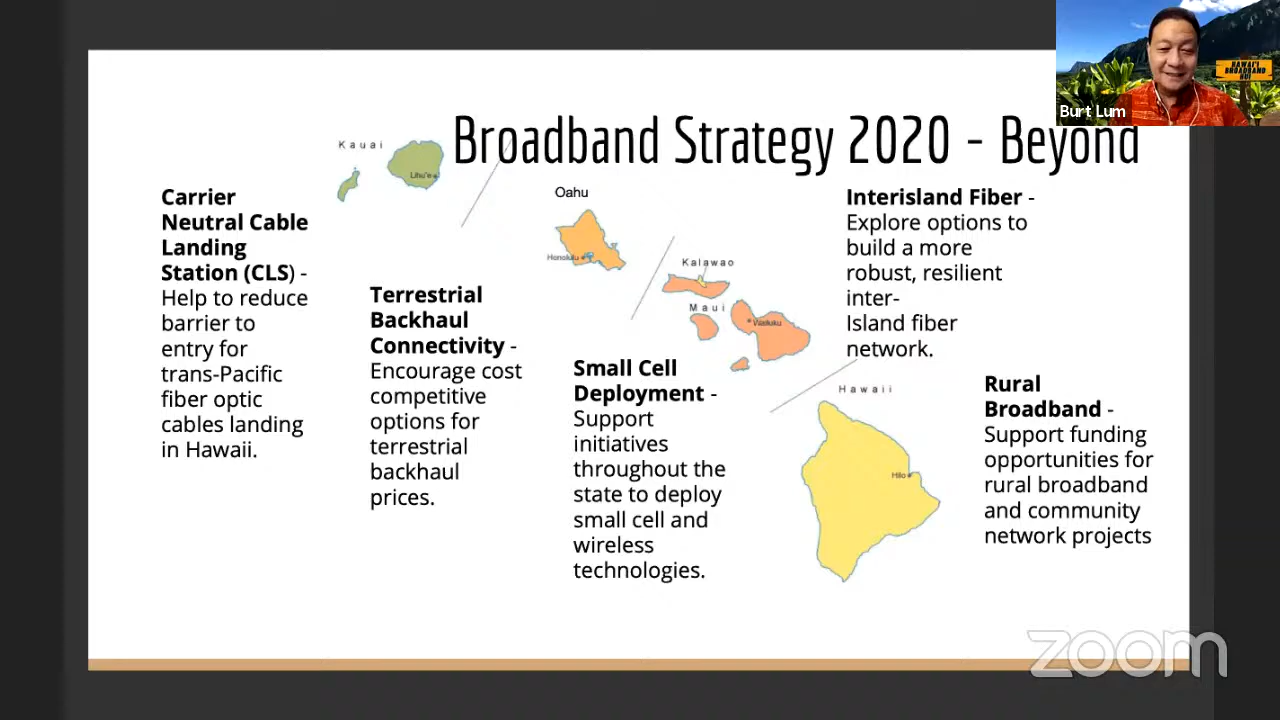 HAWAI'I
BROADBAND
HUI
Burt Lum
Broadband Strategy 2020 - Beyond
Kauai
Lihu'e
Carrier
Neutral Cable
Landing
Station (CLS) -
Help to reduce
barrier to
entry for
trans-Pacific
fiber optic
cables landing
in Hawaii.
Terrestrial
Backhaul
Connectivity -
Encourage cost
competitive
options for
terrestrial
backhaul
prices.
Oahu
Honolulu
Kalawao
Maui
Wailuku
Small Cell
Deployment -
Support
initiatives
throughout the
state to deploy
small cell and
wireless
technologies.
Interisland Fiber -
Explore options to
build a more
robust, resilient
inter-
Island fiber
network.
Hawaii
Hilo
Rural
Broadband -
Support funding
opportunities for
rural broadband
and community
network projects
zoom